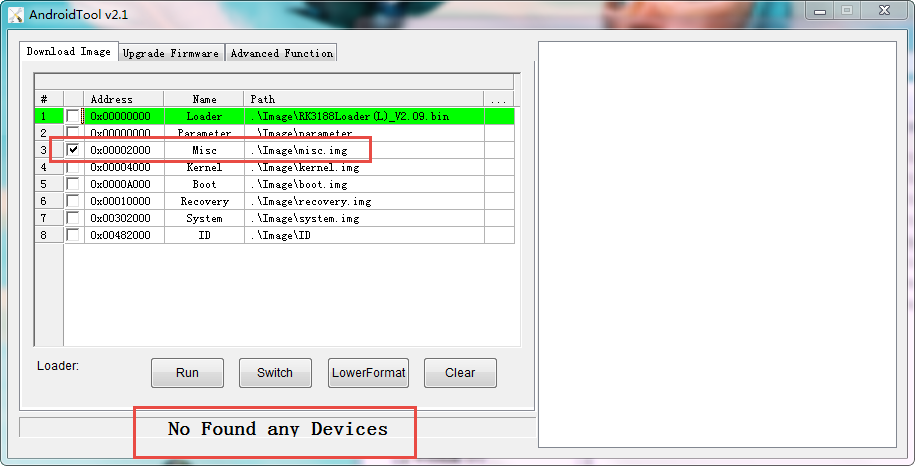 AndroidTool v2.1
Download Image Upgrade Firmware Advanced Function
# Address Name Path ...
1 0x00000000 Loader .\Image\RK3188Loader(L)_V2.09.bin
2 0x00000000 Parameter .\Image\parameter
3 0x00002000 Misc .\Image\misc.img
4 0x00004000 Kernel .\Image\kernel.img
5 0x0000A000 Boot .\Image\boot.img
6 0x00010000 Recovery .\Image\recovery.img
7 0x00302000 System .\Image\system.img
8 0x00482000 ID .\Image\ID
Loader: Run Switch LowerFormat Clear
No Found any Devices